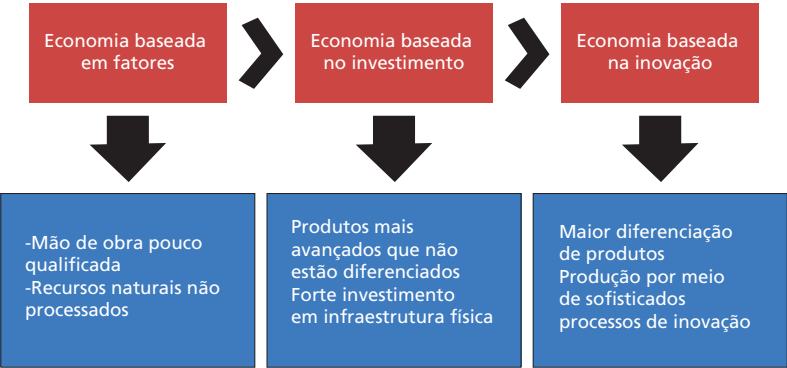 Economia baseada
em fatores
Economia baseada
no investimento
Economia baseada
na inovação
-Mão de obra pouco
qualificada
-Recursos naturais não
processados
Produtos mais
avançados que não
estão diferenciados
Forte investimento
em infraestrutura física
Maior diferenciação
de produtos
Produção por meio
de sofisticados
processos de inovação